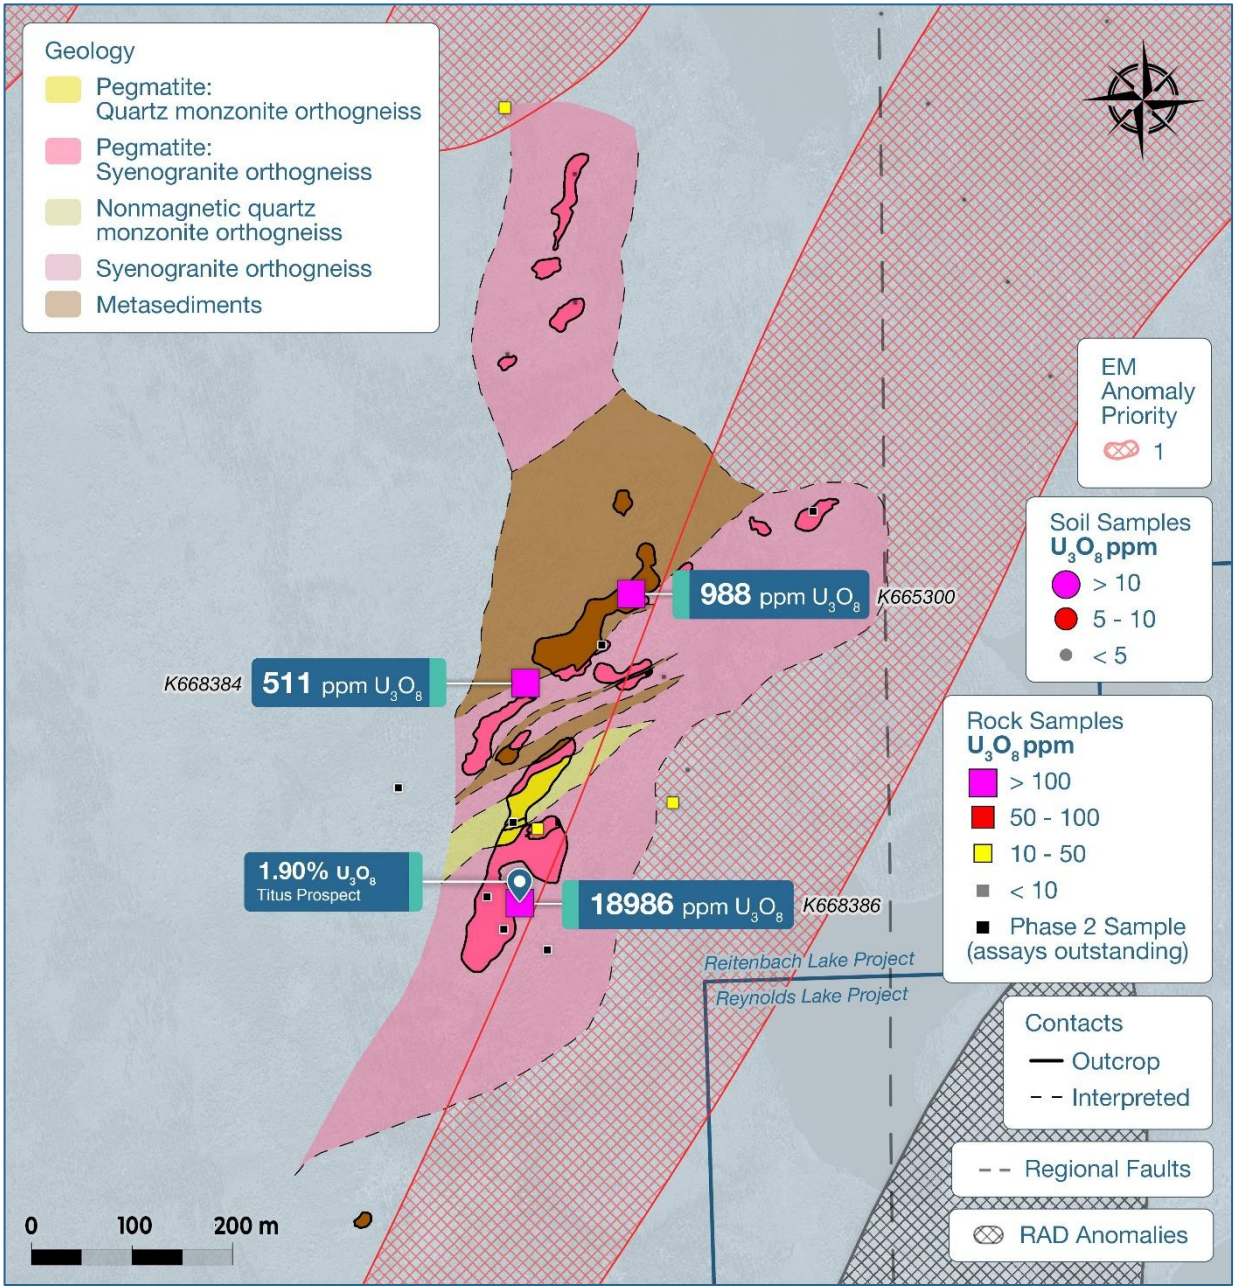 Geology
Pegmatite:
Quartz monzonite orthogneiss
Pegmatite:
Syenogranite orthogneiss
Nonmagnetic quartz
monzonite orthogneiss
Syenogranite orthogneiss
Metasediments
EM
Anomaly
Priority
1
Soil Samples
U₃O₈ ppm
> 10
5 - 10
< 5
988 ppm U₃O₈
K665300
K668384
511 ppm U₃O₈
Rock Samples
U₃O₈ ppm
> 100
50 - 100
10 - 50
< 10
Phase 2 Sample
(assays outstanding)
1.90% U₃O₈
Titus Prospect
18986 ppm U₃O₈
K668386
Reitenbach Lake Project
Reynolds Lake Project
Contacts
Outcrop
Interpreted
Regional Faults
RAD Anomalies
0 100 200 m